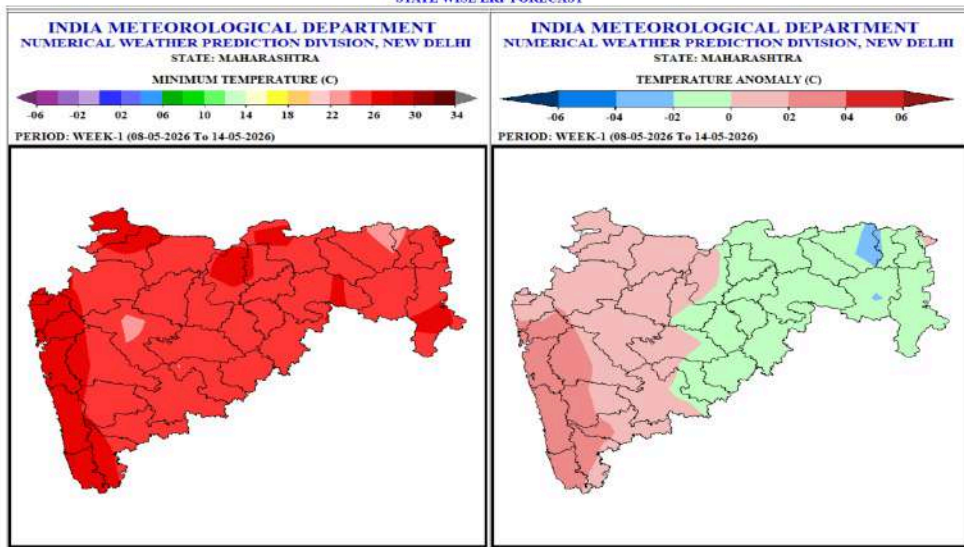 STATE WISE ERF FORECAST
INDIA METEOROLOGICAL DEPARTMENT
NUMERICAL WEATHER PREDICTION DIVISION, NEW DELHI
STATE: MAHARASHTRA
MINIMUM TEMPERATURE (C)
-06 -02 02 06 10 14 18 22 26 30 34
PERIOD: WEEK-1 (08-05-2026 To 14-05-2026)
INDIA METEOROLOGICAL DEPARTMENT
NUMERICAL WEATHER PREDICTION DIVISION, NEW DELHI
STATE: MAHARASHTRA
TEMPERATURE ANOMALY (C)
-06 -04 -02 0 02 04 06
PERIOD: WEEK-1 (08-05-2026 To 14-05-2026)